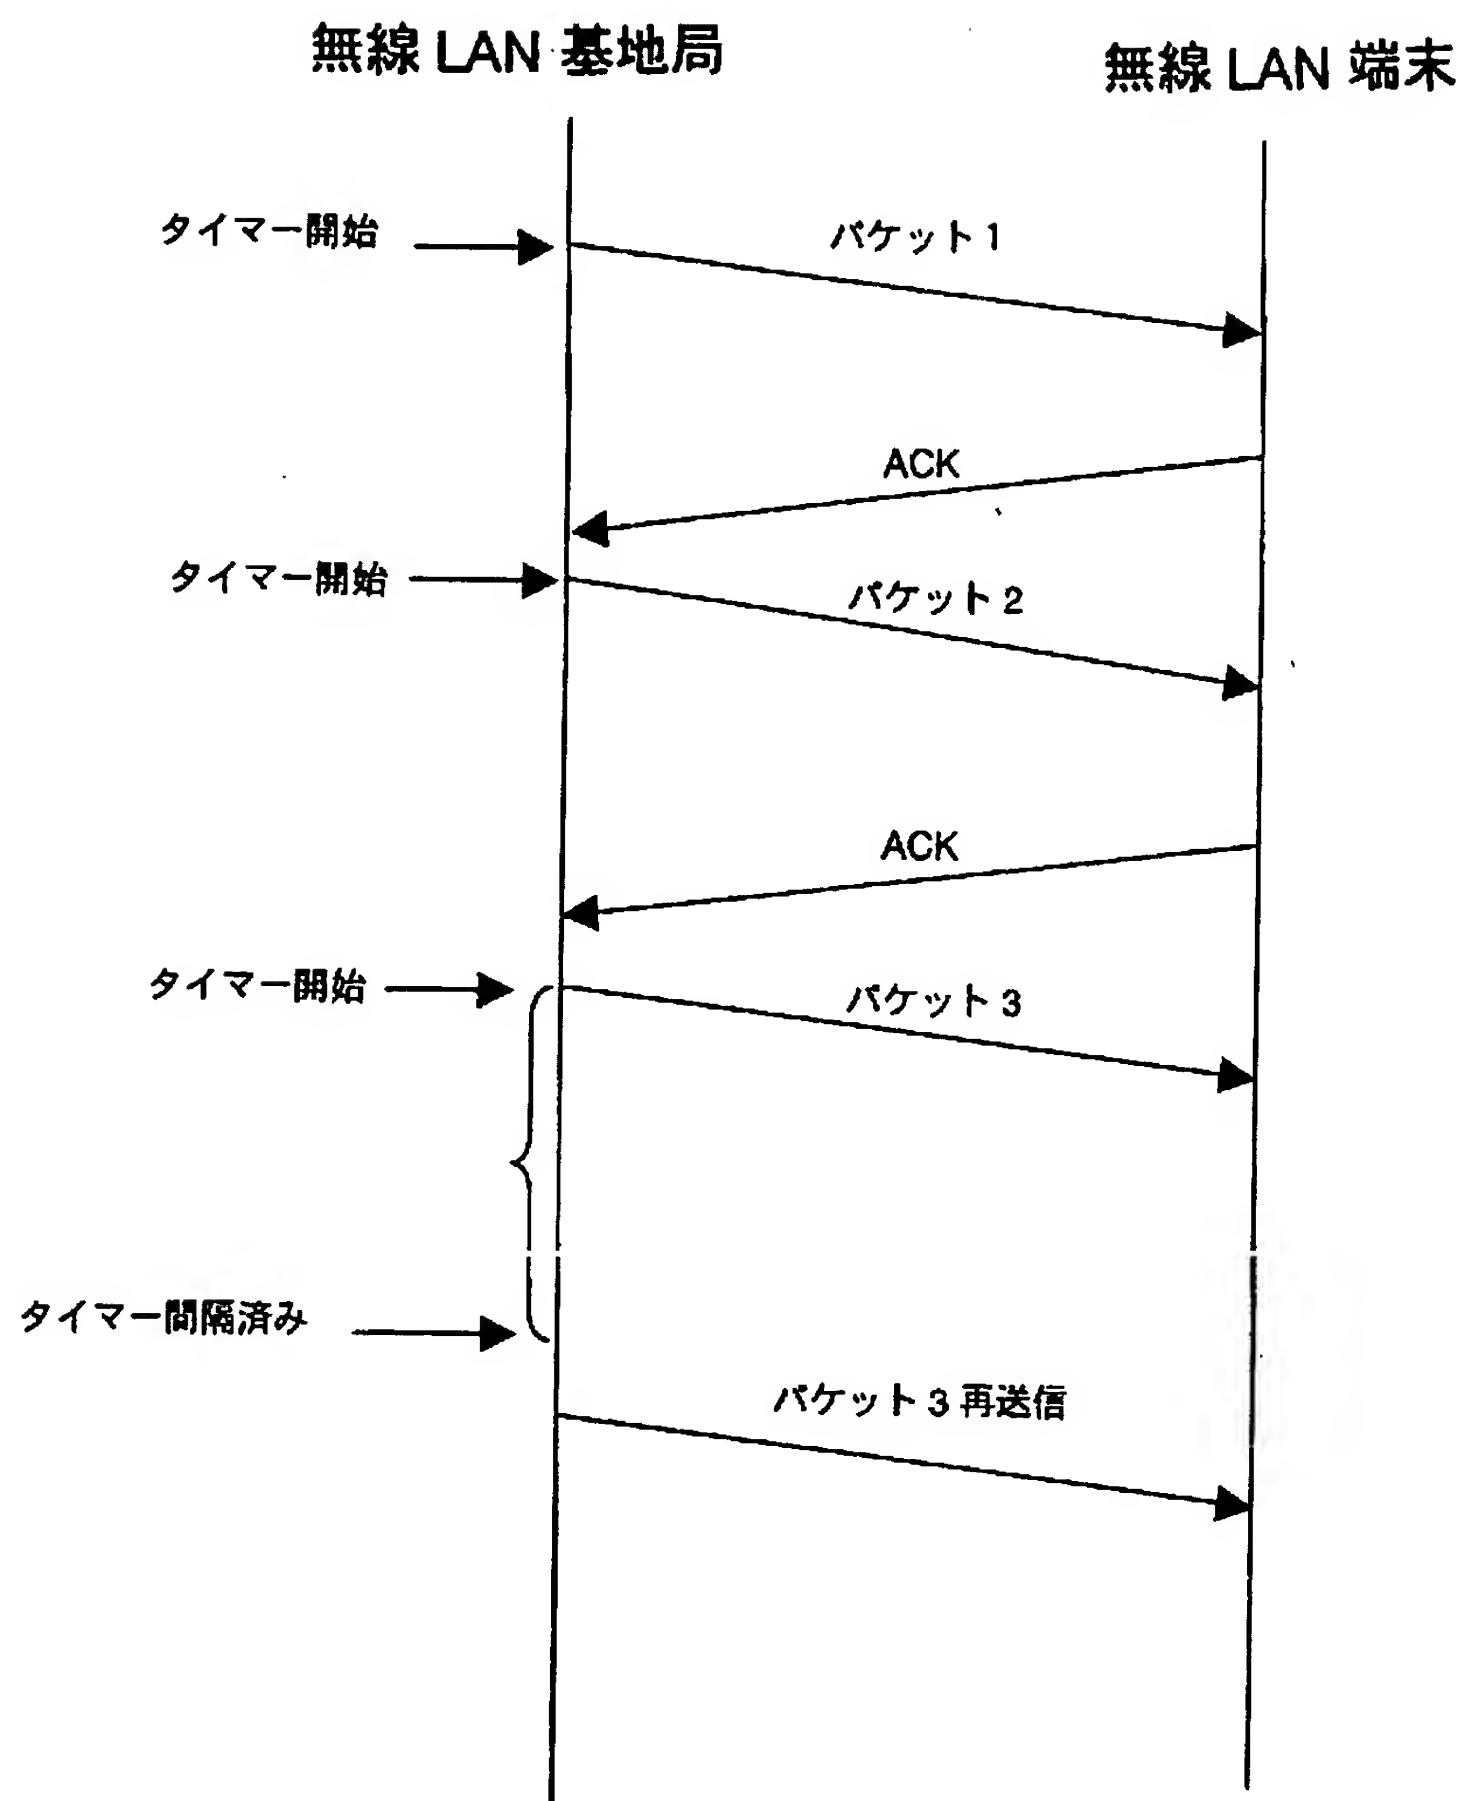 無線 LAN 基地局
無線 LAN 端末
タイマー開始
パケット 1
ACK
タイマー開始
パケット 2
ACK
タイマー開始
パケット 3
タイマー間隔済み
パケット 3 再送信